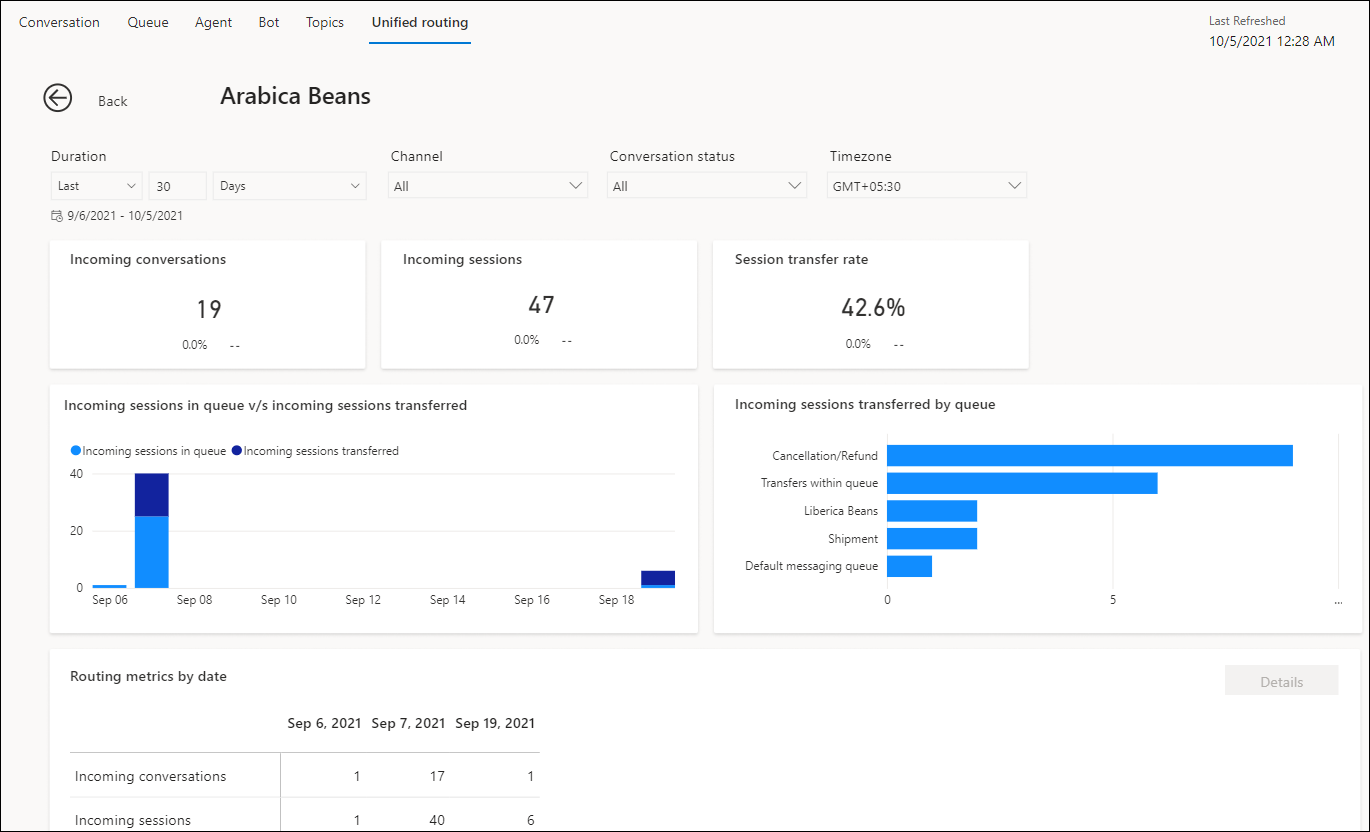 Conversation Queue Agent Bot Topics Unified routing
Last Refreshed
10/5/2021 12:28 AM
Back
Arabica Beans
Duration Channel Conversation status Timezone
Last 30 Days All All GMT+05:30
9/6/2021 - 10/5/2021
Incoming conversations
19
0.0% --
Incoming sessions
47
0.0% --
Session transfer rate
42.6%
0.0% --
Incoming sessions in queue v/s incoming sessions transferred
Incoming sessions in queue Incoming sessions transferred
40
20
0
Sep 06 Sep 08 Sep 10 Sep 12 Sep 14 Sep 16 Sep 18
Incoming sessions transferred by queue
Cancellation/Refund
Transfers within queue
Liberica Beans
Shipment
Default messaging queue
0 5 ...
Routing metrics by date
Details
Sep 6, 2021 Sep 7, 2021 Sep 19, 2021
Incoming conversations 1 17 1
Incoming sessions 1 40 6